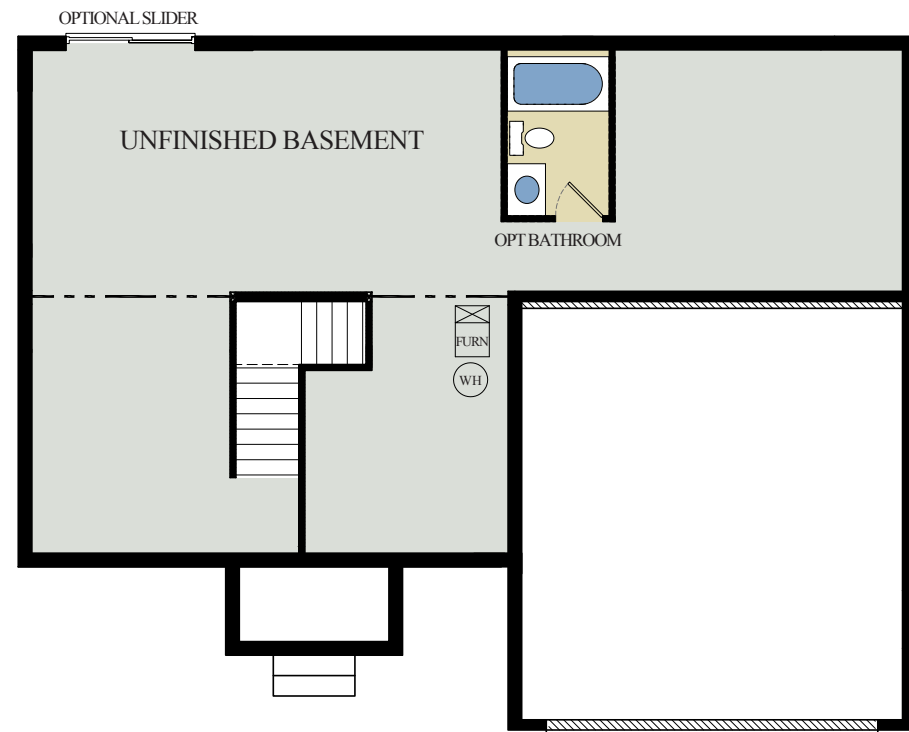 OPTIONAL SLIDER
UNFINISHED BASEMENT
OPT BATHROOM
FURN
WH